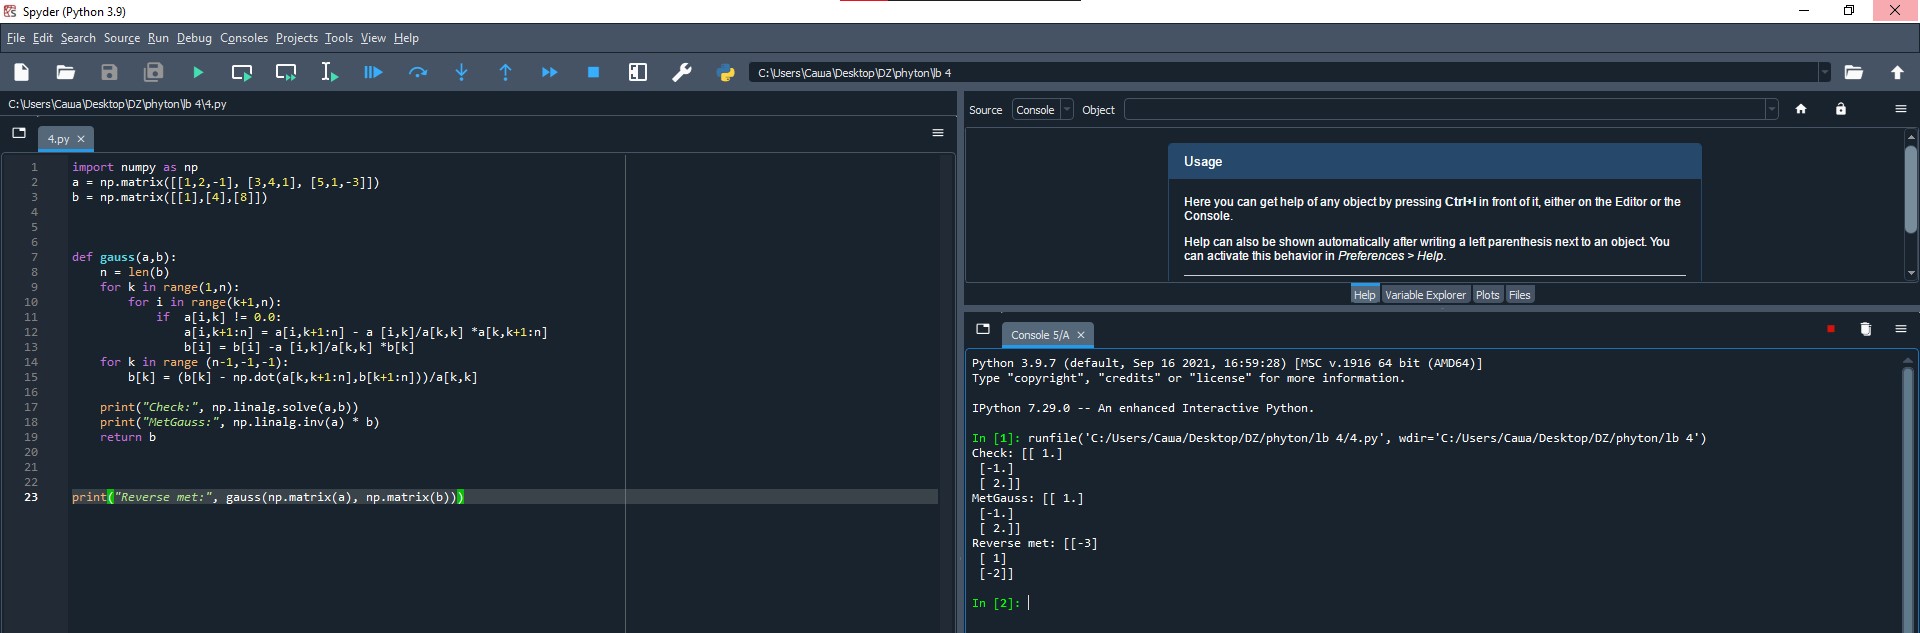 Spyder (Python 3.9)
File Edit Search Source Run Debug Consoles Projects Tools View Help
C:\Users\Саша\Desktop\DZ\phyton\lb 4
C:\Users\Саша\Desktop\DZ\phyton\lb 4\4.py
4.py
1 import numpy as np
2 a = np.matrix([[1,2,-1], [3,4,1], [5,1,-3]])
3 b = np.matrix([[1],[4],[8]])
4
5
6
7 def gauss(a,b):
8 n = len(b)
9 for k in range(1,n):
10 for i in range(k+1,n):
11 if  a[i,k] != 0.0:
12 a[i,k+1:n] = a[i,k+1:n] - a [i,k]/a[k,k] *a[k,k+1:n]
13 b[i] = b[i] -a [i,k]/a[k,k] *b[k]
14 for k in range (n-1,-1,-1):
15 b[k] = (b[k] - np.dot(a[k,k+1:n],b[k+1:n]))/a[k,k]
16
17 print("Check:", np.linalg.solve(a,b))
18 print("MetGauss:", np.linalg.inv(a) * b)
19 return b
20
21
22
23 print("Reverse met:", gauss(np.matrix(a), np.matrix(b)))
Source Console Object
Usage
Here you can get help of any object by pressing Ctrl+I in front of it, either on the Editor or the
Console.
Help can also be shown automatically after writing a left parenthesis next to an object. You
can activate this behavior in Preferences > Help.
Help Variable Explorer Plots Files
Console 5/A
Python 3.9.7 (default, Sep 16 2021, 16:59:28) [MSC v.1916 64 bit (AMD64)]
Type "copyright", "credits" or "license" for more information.
IPython 7.29.0 -- An enhanced Interactive Python.
In [1]: runfile('C:/Users/Саша/Desktop/DZ/phyton/lb 4/4.py', wdir='C:/Users/Саша/Desktop/DZ/phyton/lb 4')
Check: [[ 1.]
[-1.]
[ 2.]]
MetGauss: [[ 1.]
[-1.]
[ 2.]]
Reverse met: [[-3]
[ 1]
[-2]]
In [2]: